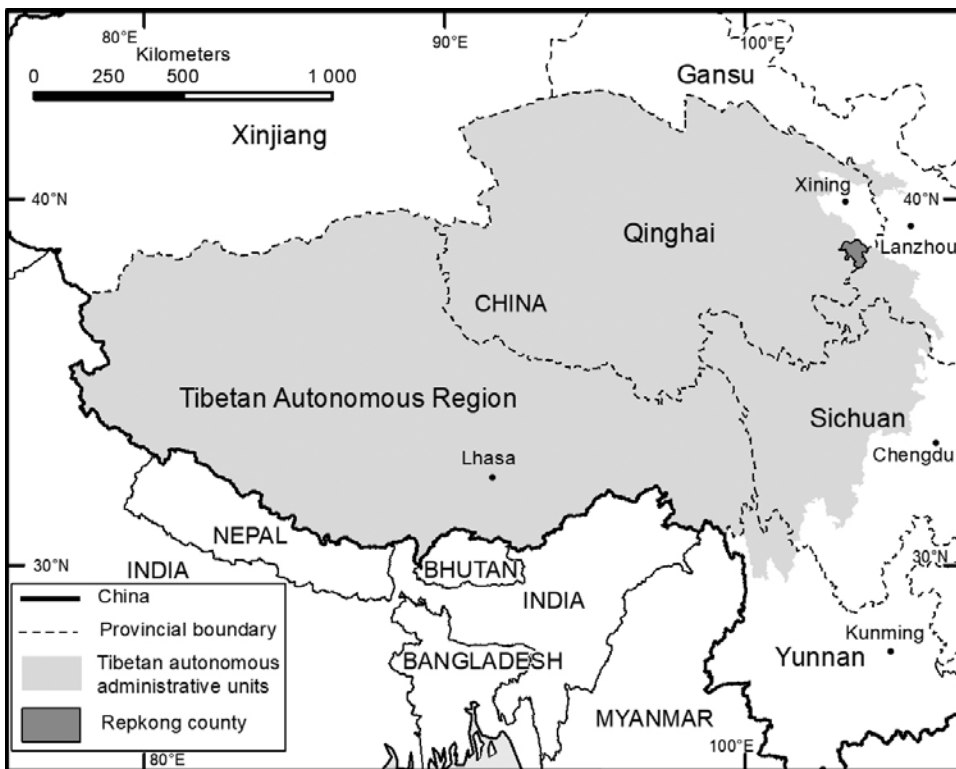 80°E
90°E
100°E
Kilometers
0 250 500 1 000
Gansu
Xinjiang
Xining
40°N
40°N
Qinghai
Lanzhou
CHINA
Tibetan Autonomous Region
Sichuan
Lhasa
Chengdu
NEPAL
30°N
INDIA
BHUTAN
30°N
INDIA
China
Provincial boundary
Kunming
Yunnan
Tibetan autonomous
administrative units
BANGLADESH
Repkong county
MYANMAR
80°E
100°E